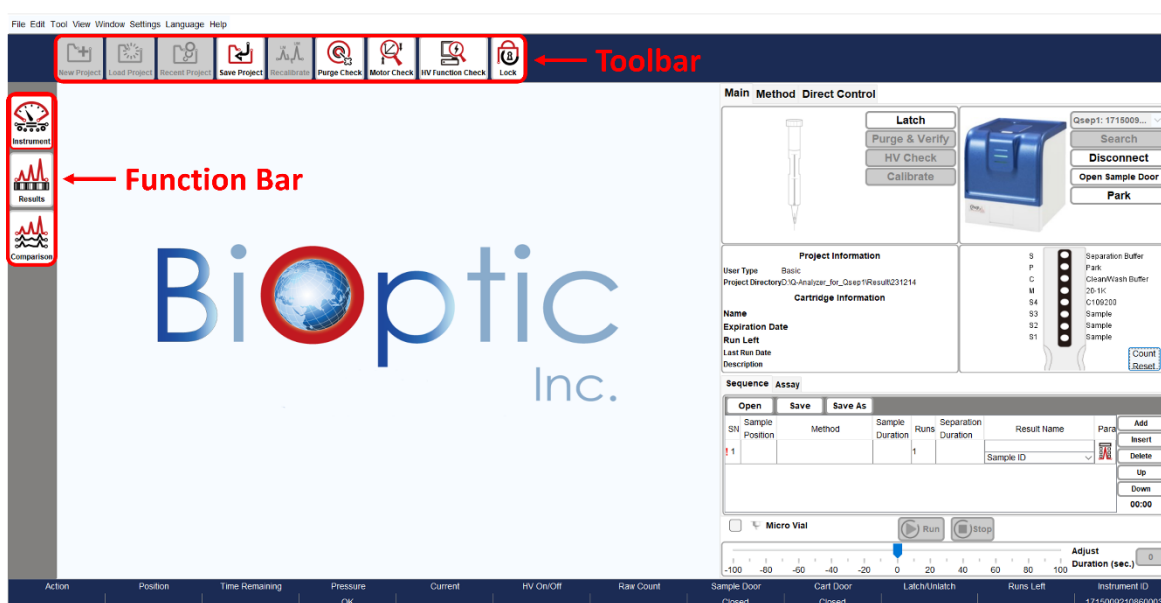 File Edit Tool View Window Settings Language Help
New Project Load Project Recent Project Save Project Recalibrate Purge Check Motor Check HV Function Check Lock
Toolbar
Instrument
Results
Comparison
Function Bar
BiOptic
Inc.
Main Method Direct Control
Latch
Purge & Verify
HV Check
Calibrate
Qsep1: 1715009...
Search
Disconnect
Open Sample Door
Park
Project Information
User Type Basic
Project Directory D:\Q-Analyzer_for_Qsep1\Result\231214
Cartridge Information
Name
Expiration Date
Run Left
Last Run Date
Description
S Separation Buffer
P Park
C Clean/Wash Buffer
M 20-1K
S4 C109200
S3 Sample
S2 Sample
S1 Sample
Count
Reset
Sequence Assay
Open Save Save As
SN Sample Position Method Sample Duration Runs Separation Duration Result Name Para
! 1 1 Sample ID
Add
Insert
Delete
Up
Down
00:00
Micro Vial
Run Stop
-100 -80 -60 -40 -20 0 20 40 60 80 100
Adjust
Duration (sec.) 0
Action Position Time Remaining Pressure Current HV On/Off Raw Count Sample Door Cart Door Latch/Unlatch Runs Left Instrument ID
OK Closed Closed